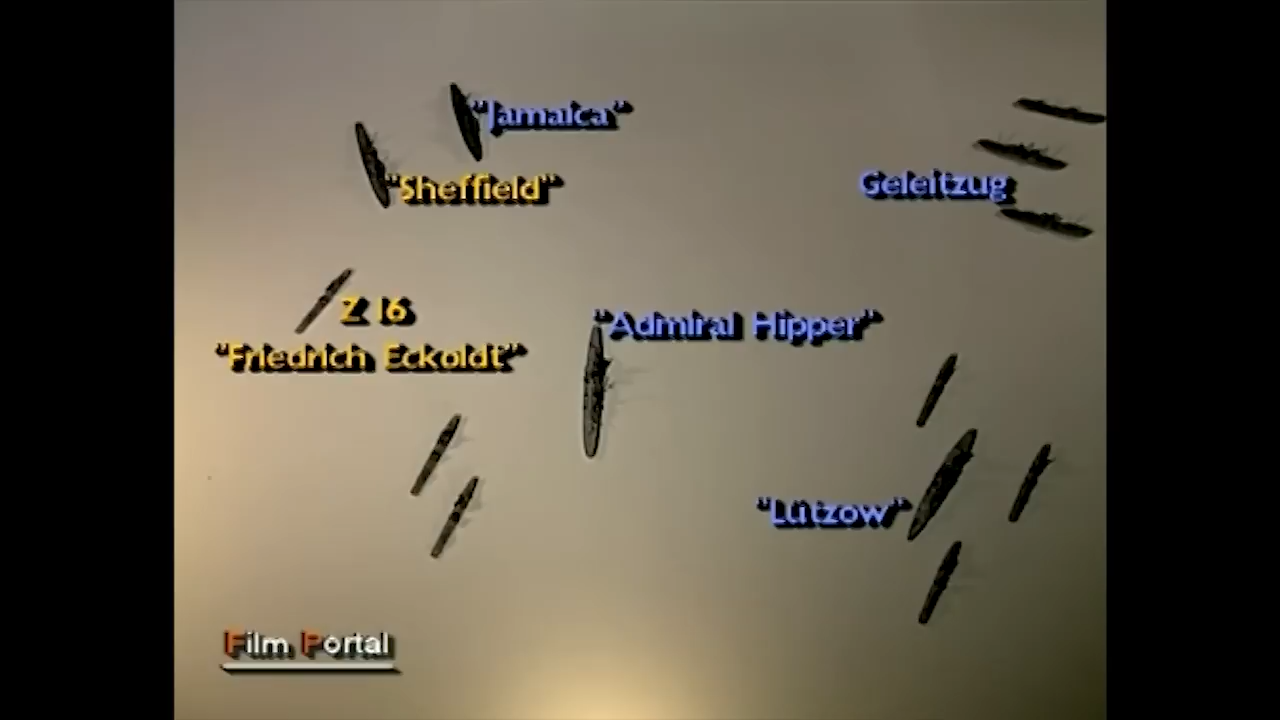 "Jamaica"
"Sheffield"
Geleitzug
Z 16
"Friedrich Eckoldt"
"Admiral Hipper"
"Lützow"
Film Portal